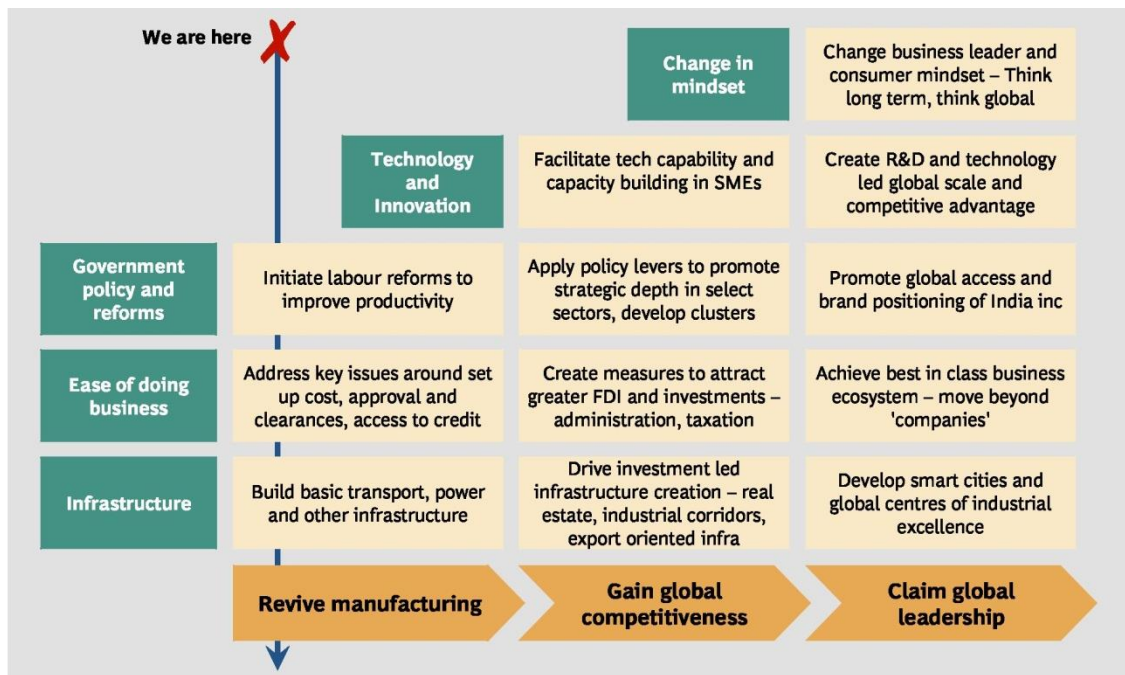 We are here
Change in
mindset
Change business leader and
consumer mindset – Think
long term, think global
Technology
and
Innovation
Facilitate tech capability and
capacity building in SMEs
Create R&D and technology
led global scale and
competitive advantage
Government
policy and
reforms
Initiate labour reforms to
improve productivity
Apply policy levers to promote
strategic depth in select
sectors, develop clusters
Promote global access and
brand positioning of India inc
Ease of doing
business
Address key issues around set
up cost, approval and
clearances, access to credit
Create measures to attract
greater FDI and investments –
administration, taxation
Achieve best in class business
ecosystem – move beyond
'companies'
Infrastructure
Build basic transport, power
and other infrastructure
Drive investment led
infrastructure creation – real
estate, industrial corridors,
export oriented infra
Develop smart cities and
global centres of industrial
excellence
Revive manufacturing
Gain global
competitiveness
Claim global
leadership